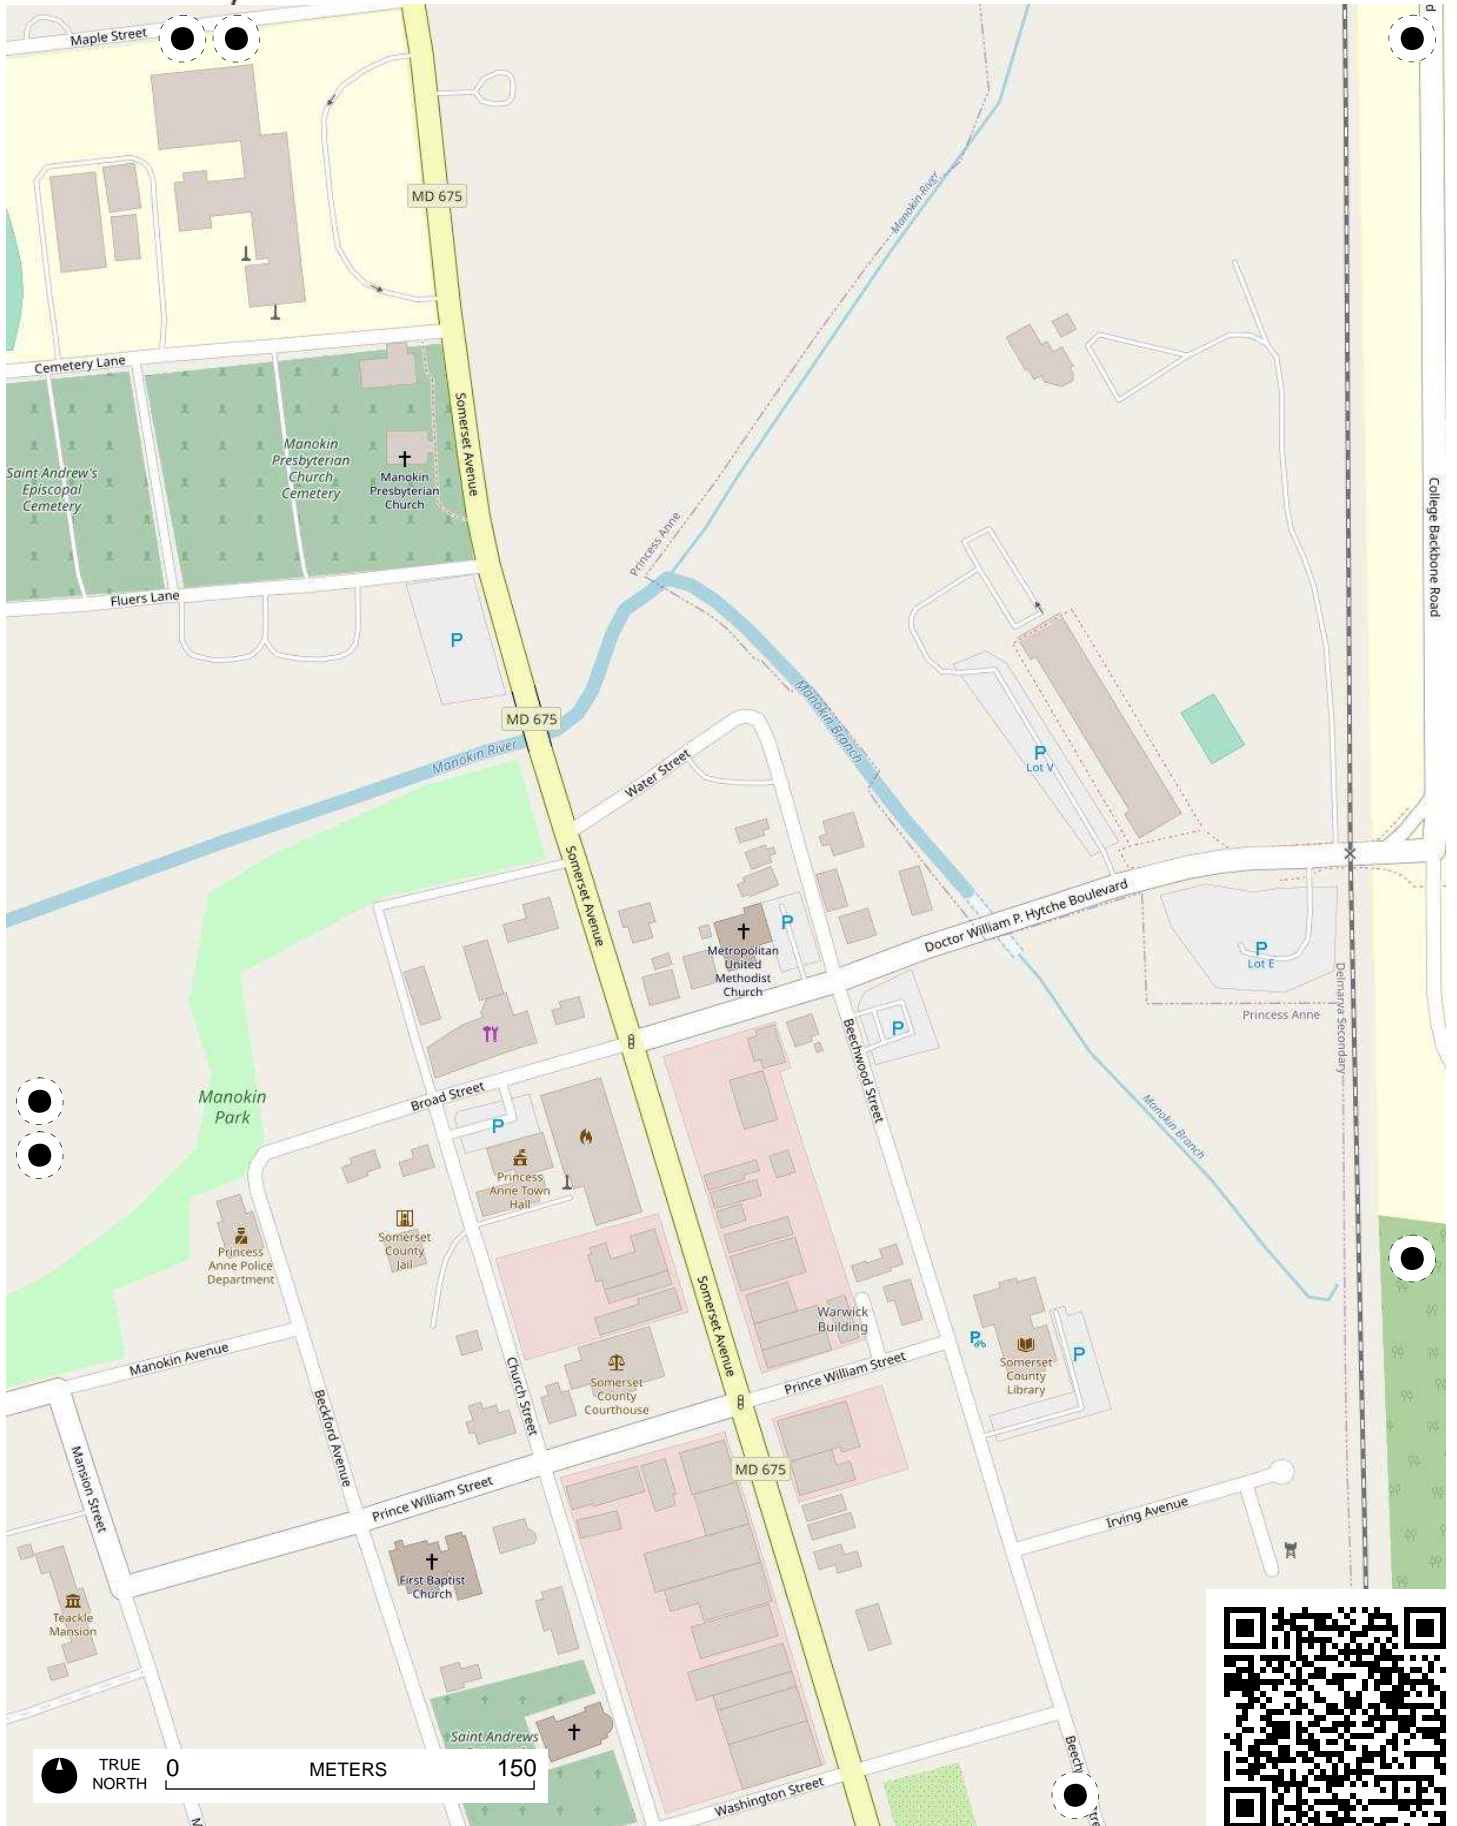 Maple Street
MD 675
Manokin River
Cemetery Lane
Somerset Avenue
Manokin
Presbyterian
Church
Cemetery
Manokin
Presbyterian
Church
Saint Andrew's
Episcopal
Cemetery
College Backbone Road
Princess Anne
Fluers Lane
P
MD 675
Manokin River
Manokin Branch
Water Street
P
Lot V
Somerset Avenue
Doctor William P. Hytche Boulevard
P
Metropolitan
United
Methodist
Church
P
Lot E
Delmarva Secondary
Princess Anne
P
Beechwood Street
Manokin
Park
Broad Street
P
Manokin Branch
Princess
Anne Town
Hall
Somerset
County
Jail
Princess
Anne Police
Department
Somerset Avenue
Warwick
Building
P
P
Somerset
County
Library
Manokin Avenue
Church Street
Somerset
County
Courthouse
Prince William Street
Beckford Avenue
Mansion Street
MD 675
Prince William Street
Irving Avenue
First Baptist
Church
Teackle
Mansion
Saint Andrews
TRUE
NORTH
0
METERS
150
Washington Street